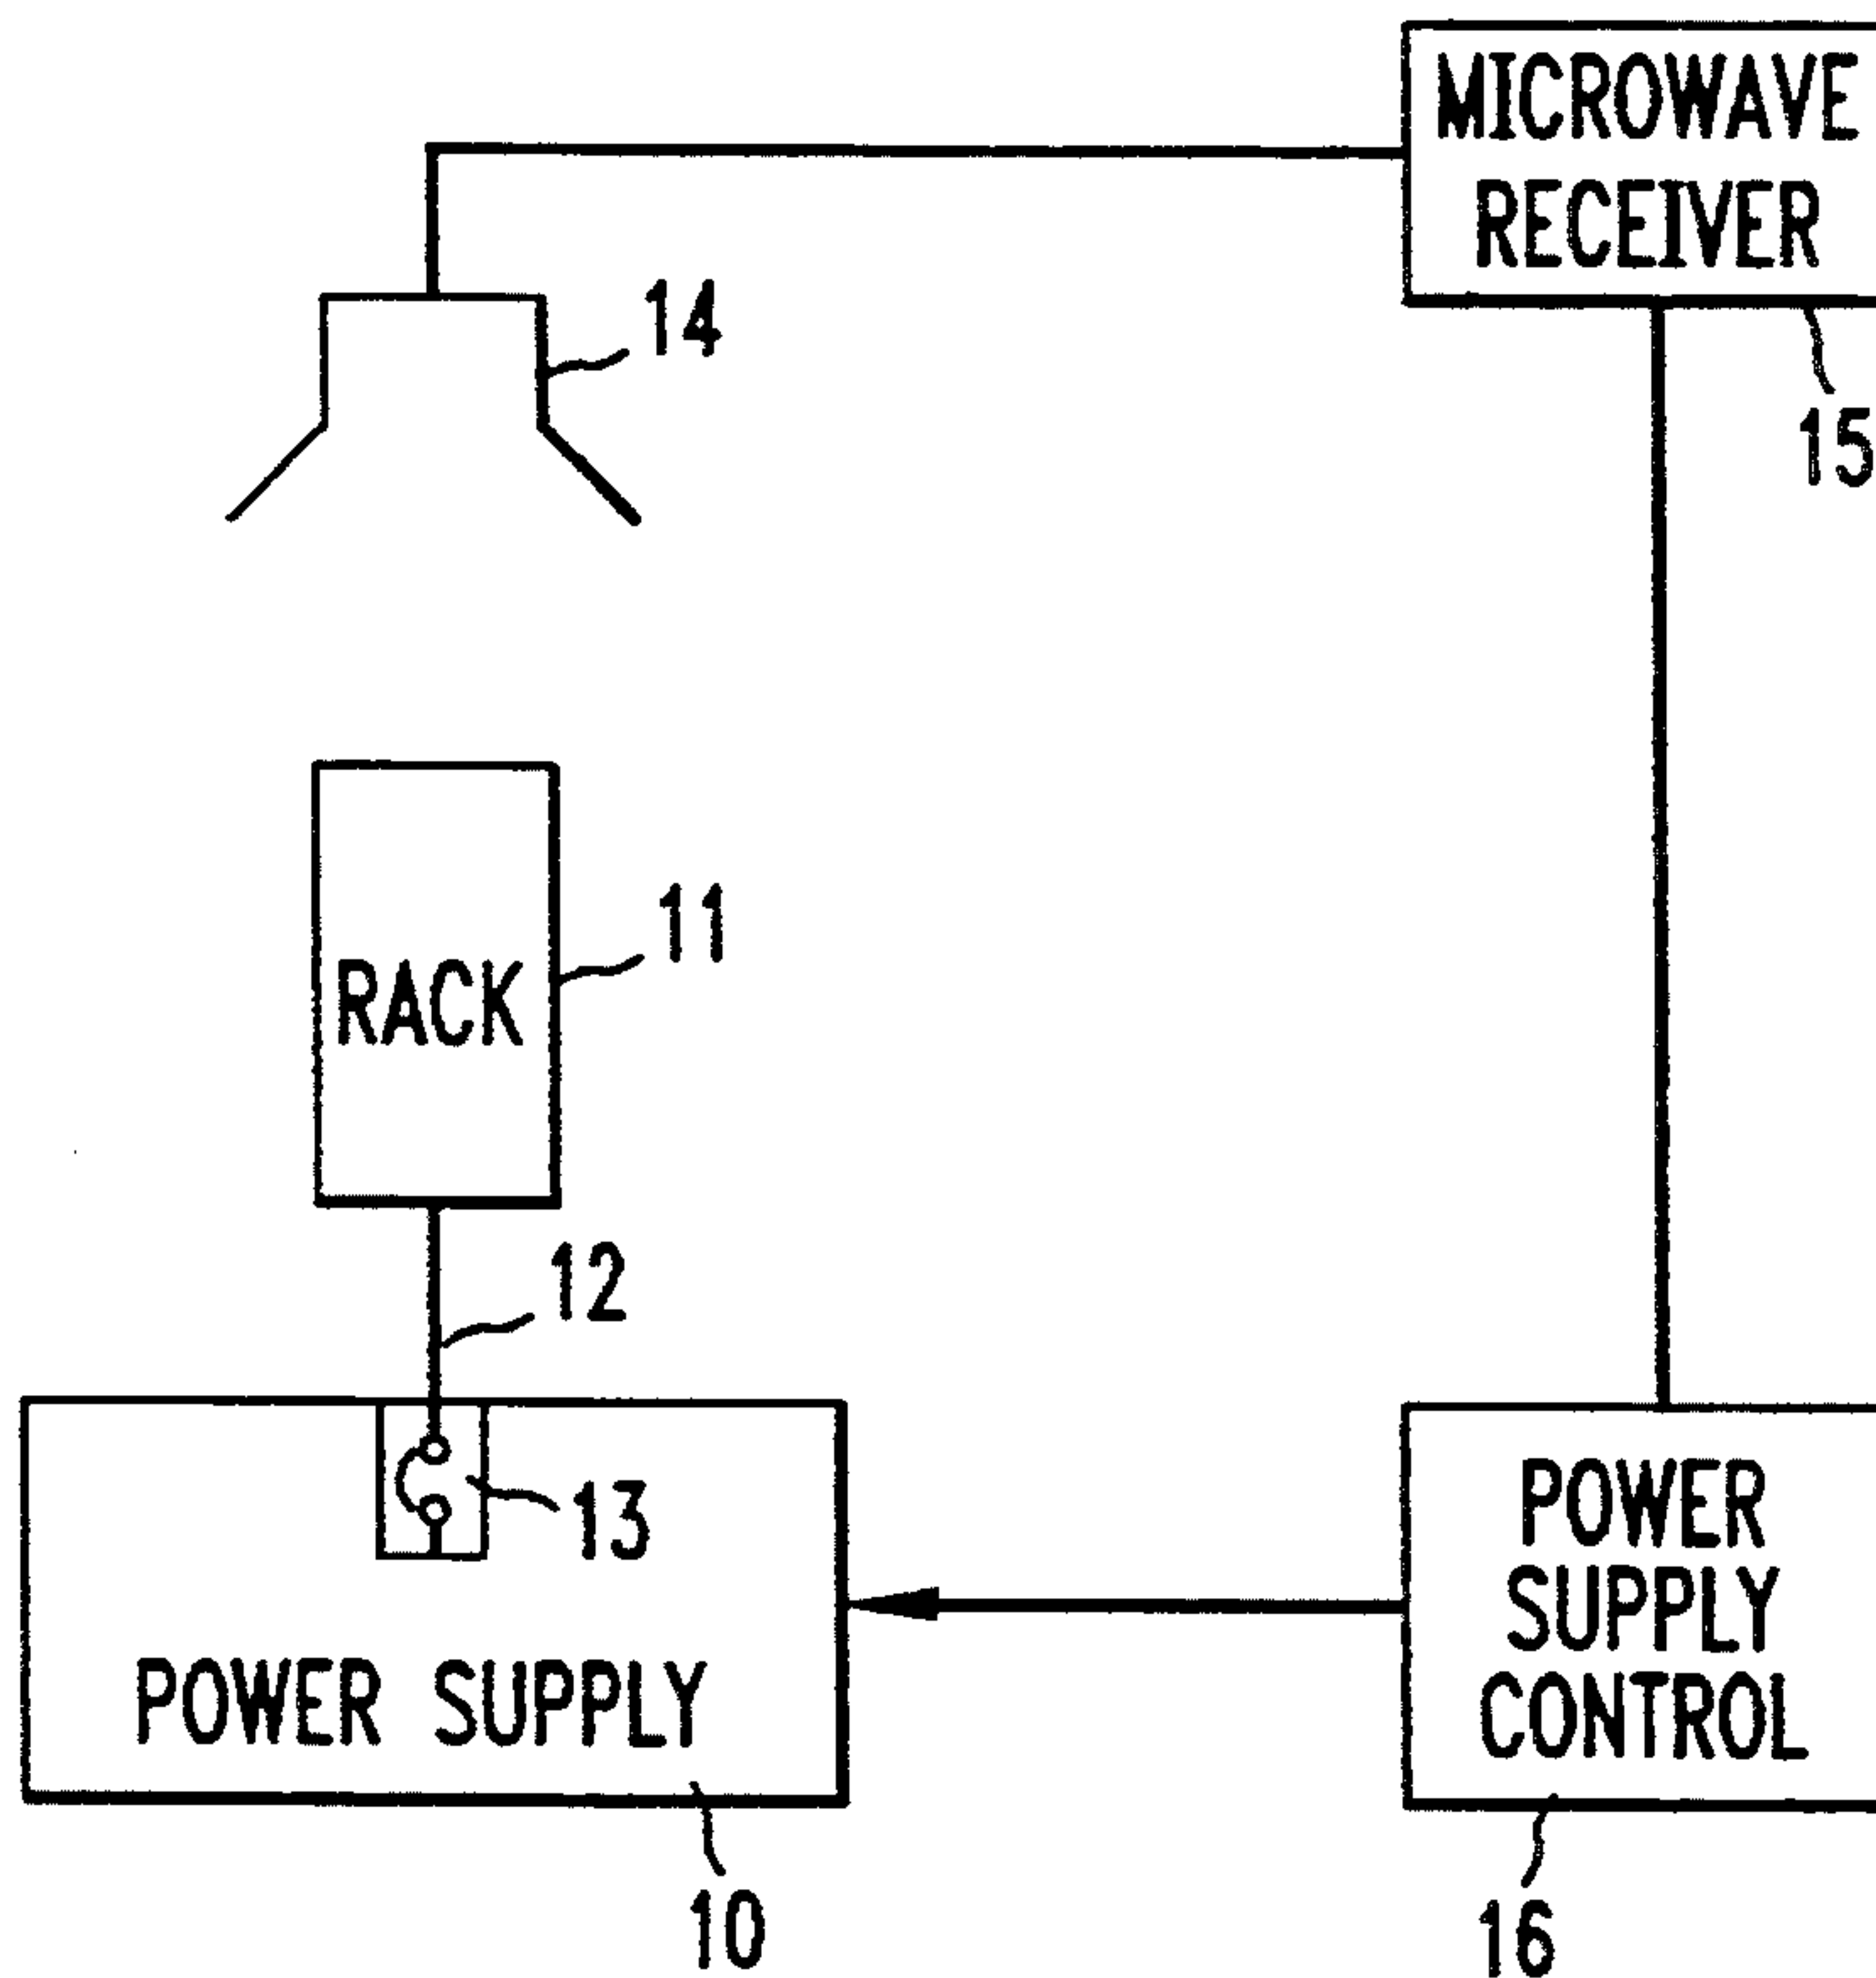 MICROWAVE
RECEIVER
14
15
RACK
11
12
13
POWER SUPPLY
POWER
SUPPLY
CONTROL
10
16